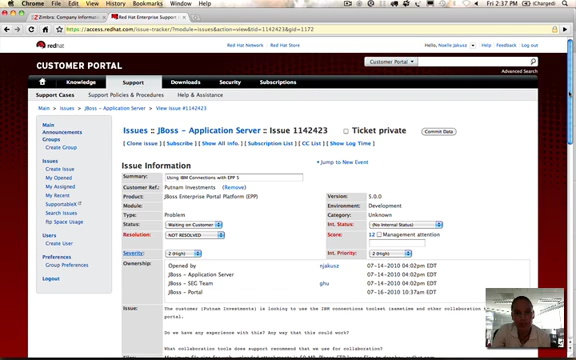 Chrome File Edit View History Bookmarks Window Help
Fri 2:37 PM (Charged)
Zimbra: Company Informati
Red Hat Enterprise Support
https://access.redhat.com/issue-tracker/?module=issues&action=view&tid=1142423&gid=1172
redhat
Red Hat Network Red Hat Store
Hello, Noelle Jakusz Feedback Log out
CUSTOMER PORTAL
Customer Portal
Advanced Search
Knowledge Support Downloads Security Subscriptions
Support Cases Support Policies & Procedures Help & Assistance
Main > Issues > JBoss - Application Server > View Issue #1142423
Main
Announcements
Groups
Create Group
Issues
Create Issue
My Opened
My Assigned
My Recent
SupportableX
Search Issues
Rtp Space Usage
Users
Create User
Preferences
Group Preferences
Logout
Issues :: JBoss - Application Server :: Issue 1142423
Ticket private
Commit Data
[ Clone issue ] [ Subscribe ] [ Show All info. ] [ Subscription List ] [ CC List ] [ Show Log Time ]
Issue Information
Jump to New Event
Summary: Using IBM Connections with EPP 5
Customer Ref.: Putnam Investments (Remove)
Product: JBoss Enterprise Portal Platform (EPP)
Version: 5.0.0
Module:
Environment: Development
Type: Problem
Category: Unknown
Status: Waiting on Customer
Int. Status: (No Internal Status)
Resolution: NOT RESOLVED
Score: 12 Management attention
Severity: 2 (High)
Int. Priority: 2 (High)
Ownership:
Opened by njakusz 07-14-2010 04:02pm EDT
JBoss - Application Server 07-14-2010 04:02pm EDT
JBoss - SEG Team ghu 07-14-2010 04:02pm EDT
JBoss - Portal 07-16-2010 10:37am EDT
Issue: The customer (Putnam Investments) is looking to use the IBM connections toolset (sametime and other collaboration to
portal.
Do we have any experience with this? Any way that this could work?
What collaboration tools does support recommend that we use for collaboration?